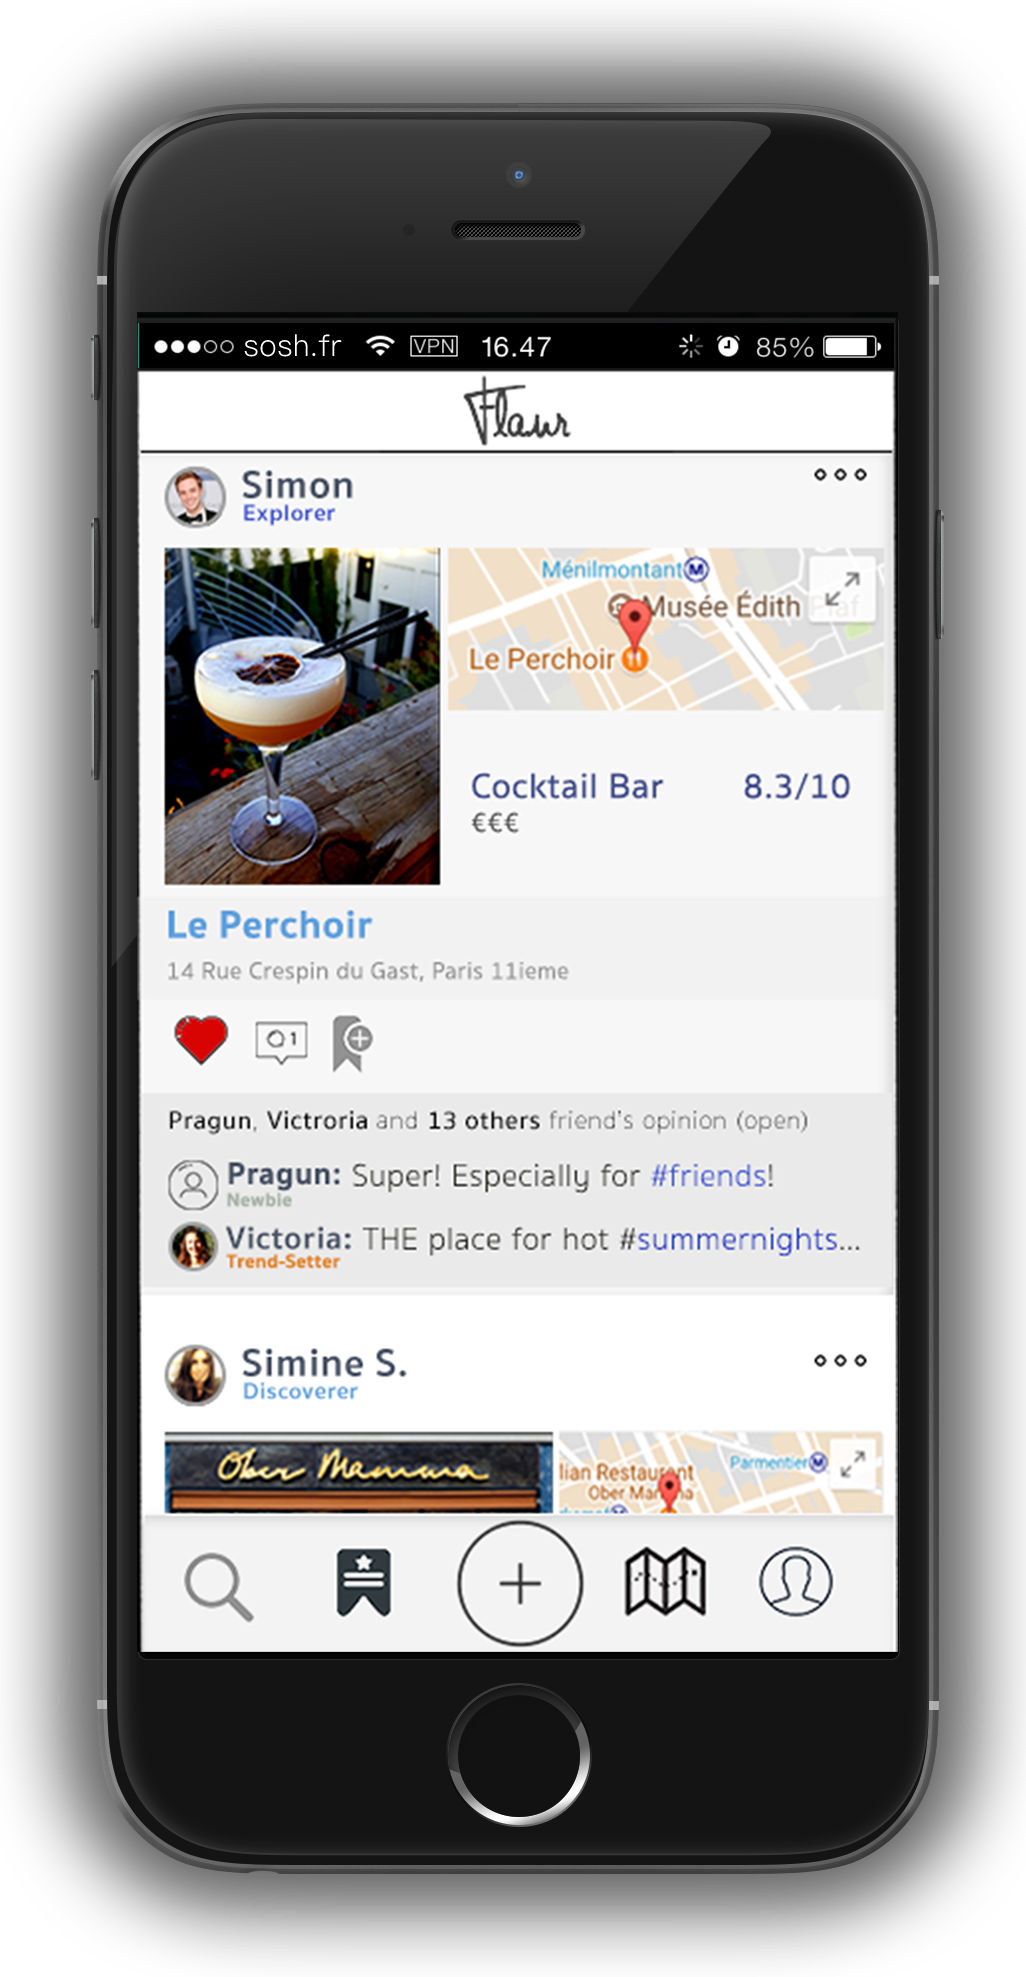 sosh.fr VPN 16.47 85%
Flaur
Simon
Explorer
Ménilmontant M
Musée Édith Piaf
Le Perchoir
Cocktail Bar 8.3/10
€€€
Le Perchoir
14 Rue Crespin du Gast, Paris 11ieme
1
Pragun, Victroria and 13 others friend's opinion (open)
Pragun: Super! Especially for #friends!
Newbie
Victoria: THE place for hot #summernights...
Trend-Setter
Simine S.
Discoverer
Ober Mamma
Parmentier M
lian Restaurant
Ober Mamma